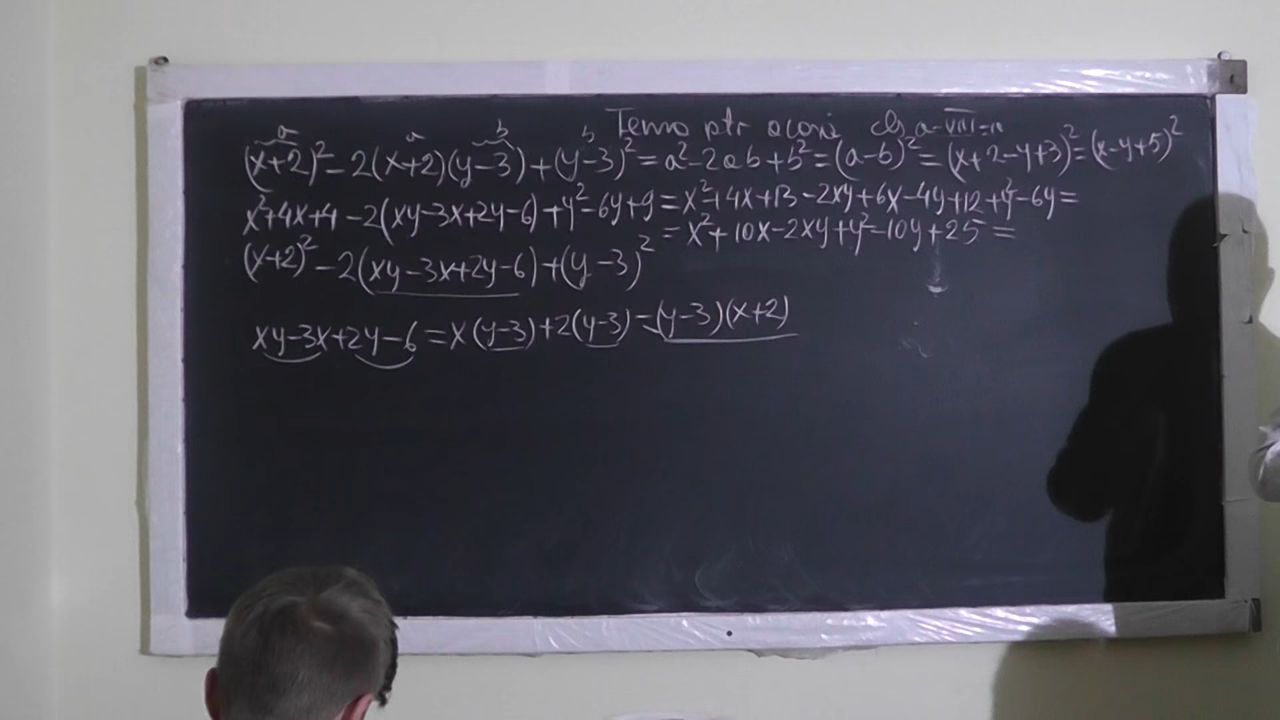 Tema ptr acasă cls a-VIII-a
(x+2)² - 2(x+2)(y-3) + (y-3)² = a² - 2ab + b² = (a-b)² = (x+2-y+3)² = (x-y+5)²
a a b b
x²+4x+4 - 2(xy-3x+2y-6) + y² - 6y + 9 = x²+4x+13 - 2xy + 6x - 4y + 12 + y² - 6y =
= x² + 10x - 2xy + y² - 10y + 25 =
(x+2)² - 2(xy-3x+2y-6) + (y-3)²
xy-3x+2y-6 = x(y-3)+2(y-3) = (y-3)(x+2)